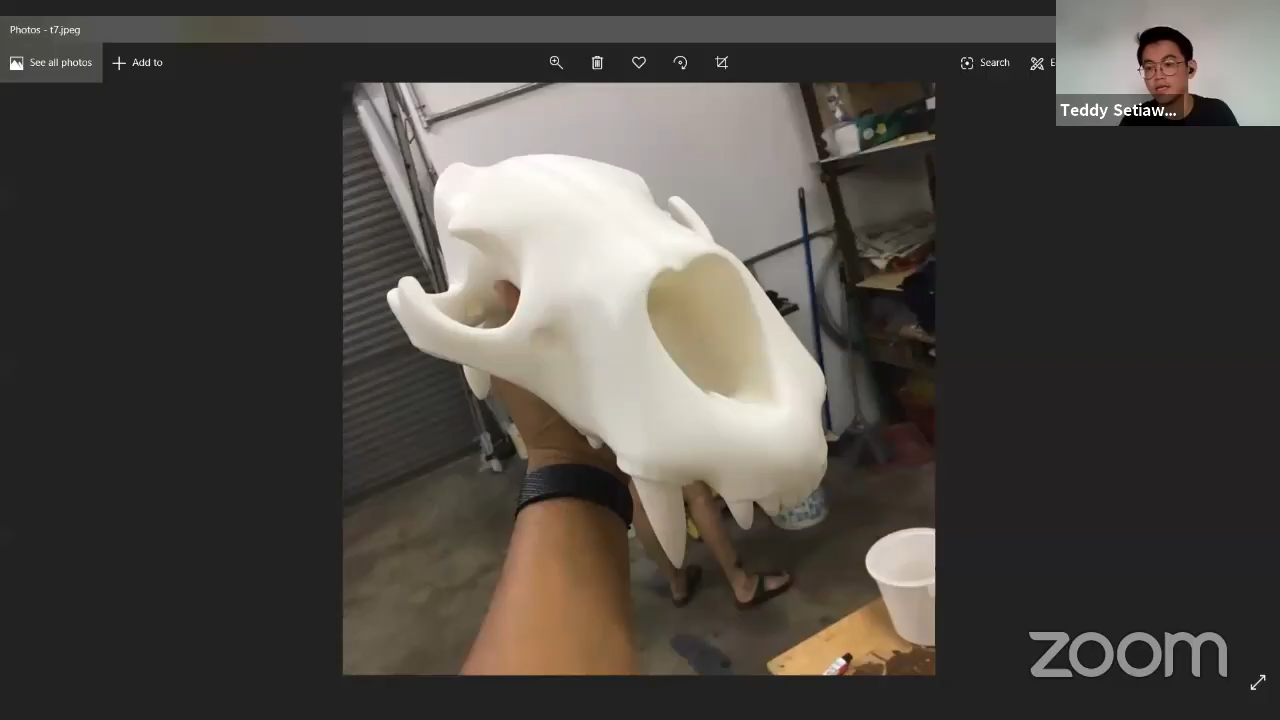 Photos - t7.jpeg
See all photos
Add to
Search
E
Teddy Setiaw...
zoom